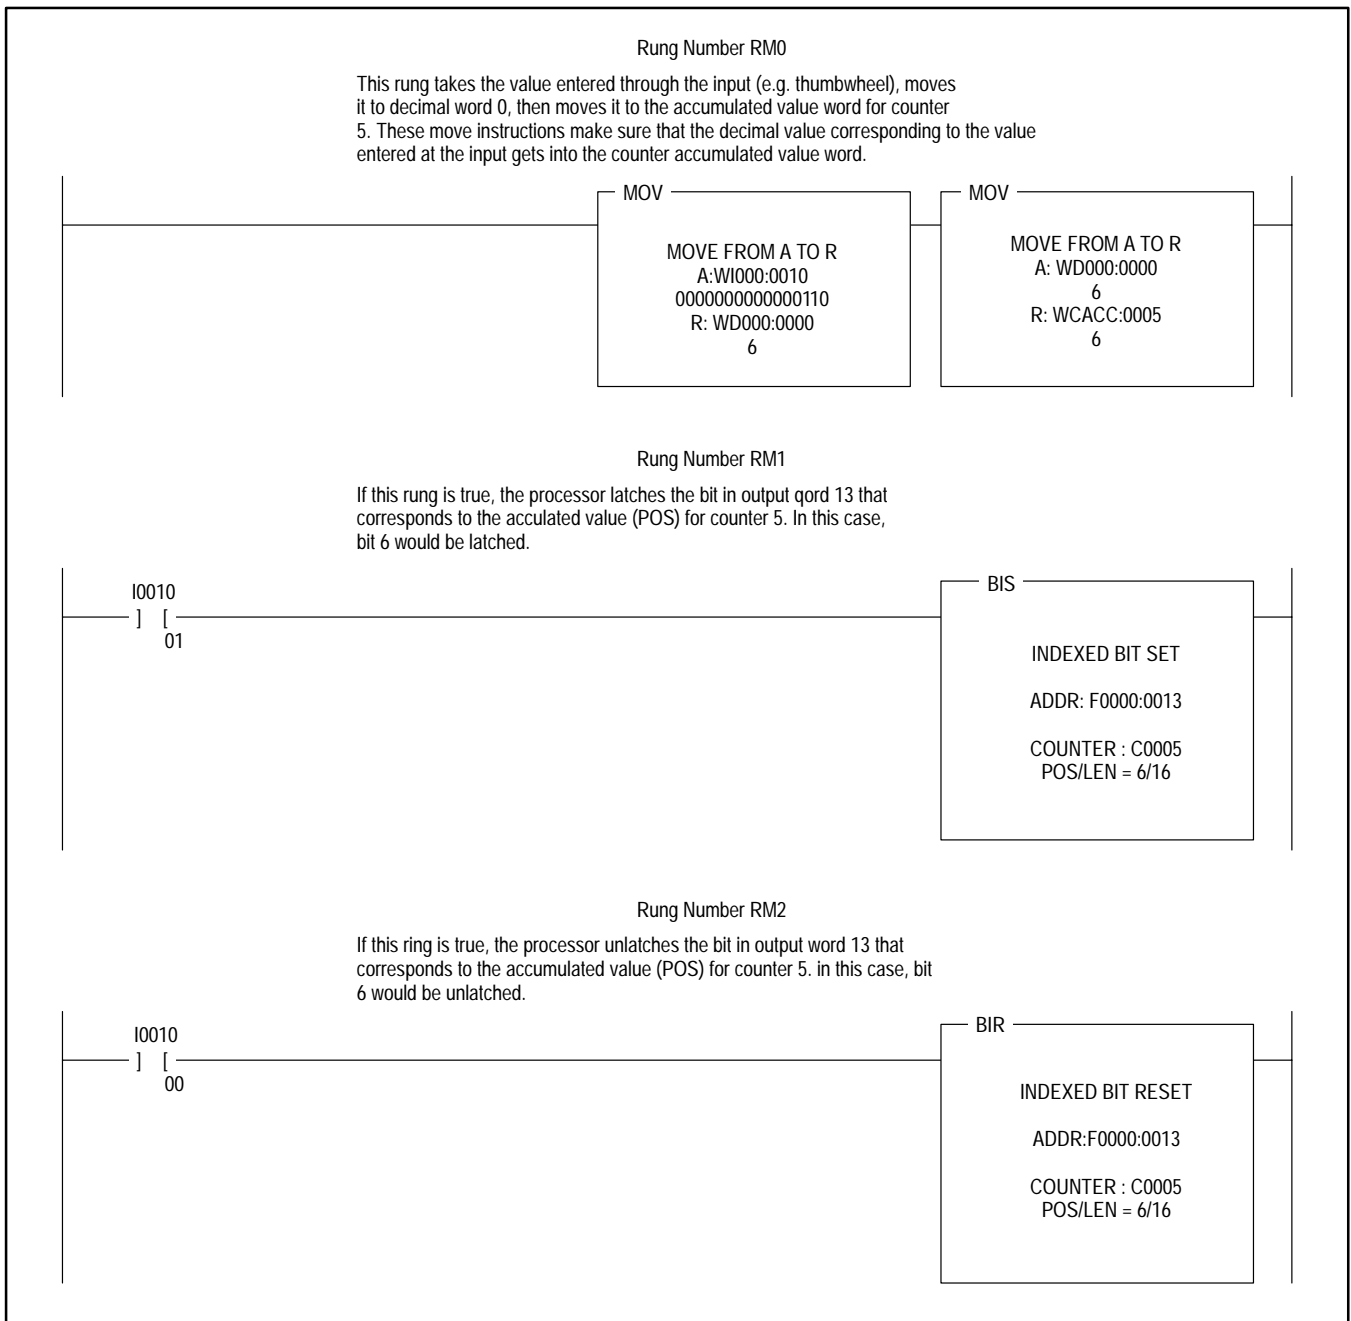 Rung Number RM0
This rung takes the value entered through the input (e.g. thumbwheel), moves
it to decimal word 0, then moves it to the accumulated value word for counter
5. These move instructions make sure that the decimal value corresponding to the value
entered at the input gets into the counter accumulated value word.
MOV
MOVE FROM A TO R
A:WI000:0010
0000000000000110
R: WD000:0000
6
MOV
MOVE FROM A TO R
A: WD000:0000
6
R: WCACC:0005
6
Rung Number RM1
If this rung is true, the processor latches the bit in output qord 13 that
corresponds to the acculated value (POS) for counter 5. In this case,
bit 6 would be latched.
I0010
] [
01
BIS
INDEXED BIT SET
ADDR: F0000:0013
COUNTER : C0005
POS/LEN = 6/16
Rung Number RM2
If this ring is true, the processor unlatches the bit in output word 13 that
corresponds to the accumulated value (POS) for counter 5. in this case, bit
6 would be unlatched.
I0010
] [
00
BIR
INDEXED BIT RESET
ADDR:F0000:0013
COUNTER : C0005
POS/LEN = 6/16